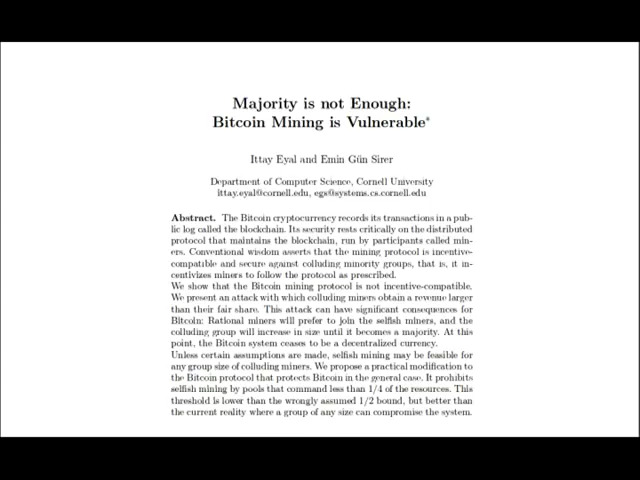 Majority is not Enough:
Bitcoin Mining is Vulnerable*
Ittay Eyal and Emin Gün Sirer
Department of Computer Science, Cornell University
ittay.eyal@cornell.edu, egs@systems.cs.cornell.edu
Abstract. The Bitcoin cryptocurrency records its transactions in a pub-
lic log called the blockchain. Its security rests critically on the distributed
protocol that maintains the blockchain, run by participants called min-
ers. Conventional wisdom asserts that the mining protocol is incentive-
compatible and secure against colluding minority groups, that is, it in-
centivizes miners to follow the protocol as prescribed.
We show that the Bitcoin mining protocol is not incentive-compatible.
We present an attack with which colluding miners obtain a revenue larger
than their fair share. This attack can have significant consequences for
Bitcoin: Rational miners will prefer to join the selfish miners, and the
colluding group will increase in size until it becomes a majority. At this
point, the Bitcoin system ceases to be a decentralized currency.
Unless certain assumptions are made, selfish mining may be feasible for
any group size of colluding miners. We propose a practical modification to
the Bitcoin protocol that protects Bitcoin in the general case. It prohibits
selfish mining by pools that command less than 1/4 of the resources. This
threshold is lower than the wrongly assumed 1/2 bound, but better than
the current reality where a group of any size can compromise the system.